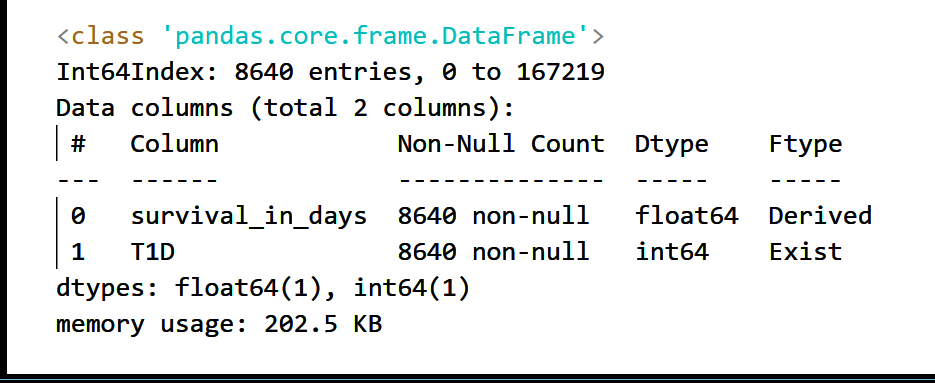 <class 'pandas.core.frame.DataFrame'>
Int64Index: 8640 entries, 0 to 167219
Data columns (total 2 columns):
 #   Column             Non-Null Count  Dtype    Ftype
---  ------             --------------  -----    -----
 0   survival_in_days  8640 non-null   float64  Derived
 1   T1D               8640 non-null   int64    Exist
dtypes: float64(1), int64(1)
memory usage: 202.5 KB